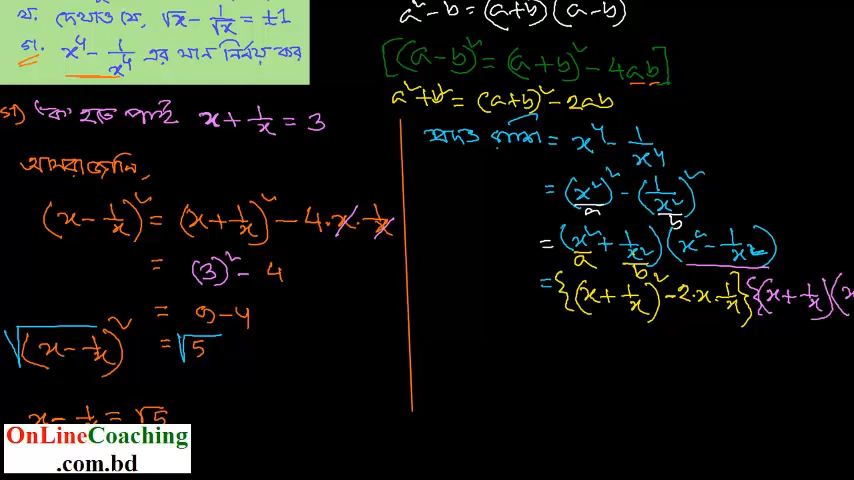 খ. দেখাও যে, √x - 1/√x = ±1
গ. x⁴ - 1/x⁴ এর মান নির্ণয় কর
গ) 'ক' হতে পাই x + 1/x = 3
আমরা জানি,
(x - 1/x)² = (x + 1/x)² - 4·x·1/x
= (3)² - 4
= 9 - 4
√(x - 1/x)² = √5
x - 1/x = √5
OnLineCoaching
.com.bd
a² - b = (a+b) (a-b)
[(a-b)² = (a+b)² - 4ab]
a² + b² = (a+b)² - 2ab
প্রদত্ত রাশি = x⁴ - 1/x⁴
= (x²)² - (1/x²)²
a b
= (x² + 1/x²)(x² - 1/x²)
a b
= {(x + 1/x)² - 2·x·1/x}{(x + 1/x)(x